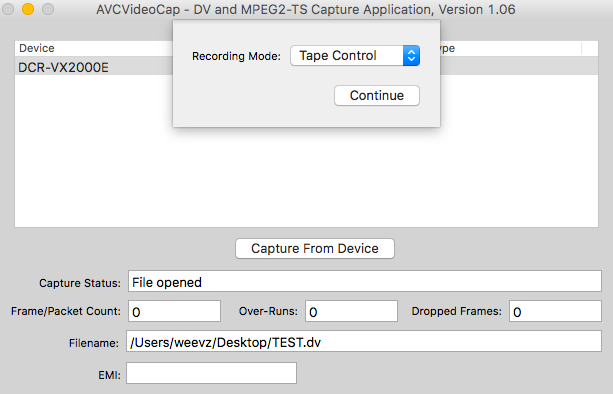 AVCVideoCap - DV and MPEG2-TS Capture Application, Version 1.06
Recording Mode: Tape Control
Continue
Device
DCR-VX2000E
Capture From Device
Capture Status: File opened
Frame/Packet Count: 0 Over-Runs: 0 Dropped Frames: 0
Filename: /Users/weevz/Desktop/TEST.dv
EMI: